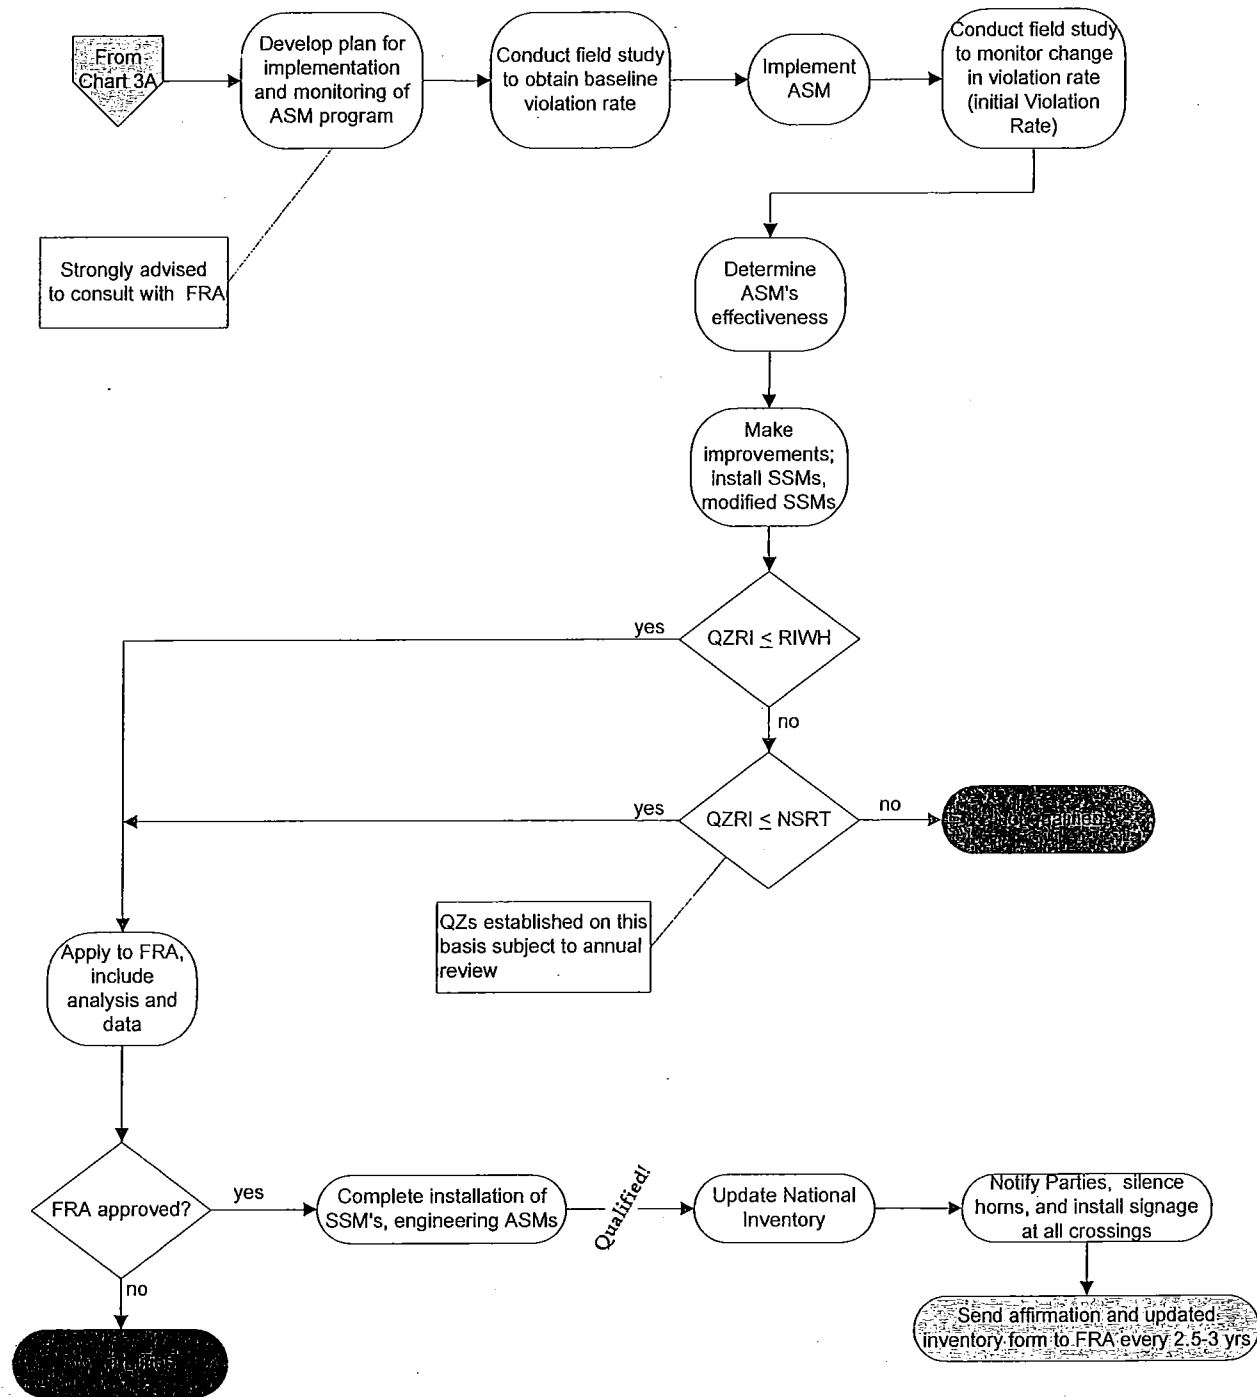 From
Chart 3A
Develop plan for
implementation
and monitoring of
ASM program
Conduct field study
to obtain baseline
violation rate
Implement
ASM
Conduct field study
to monitor change
in violation rate
(initial Violation
Rate)
Strongly advised
to consult with FRA
Determine
ASM's
effectiveness
Make
improvements;
install SSMs,
modified SSMs
QZRI ≤ RIWH
yes
no
QZRI ≤ NSRT
yes
no
QZs established on this
basis subject to annual
review
Apply to FRA,
include
analysis and
data
FRA approved?
yes
no
Complete installation of
SSM's, engineering ASMs
Qualified!
Update National
Inventory
Notify Parties, silence
horns, and install signage
at all crossings
Send affirmation and updated
inventory form to FRA every 2.5-3 yrs